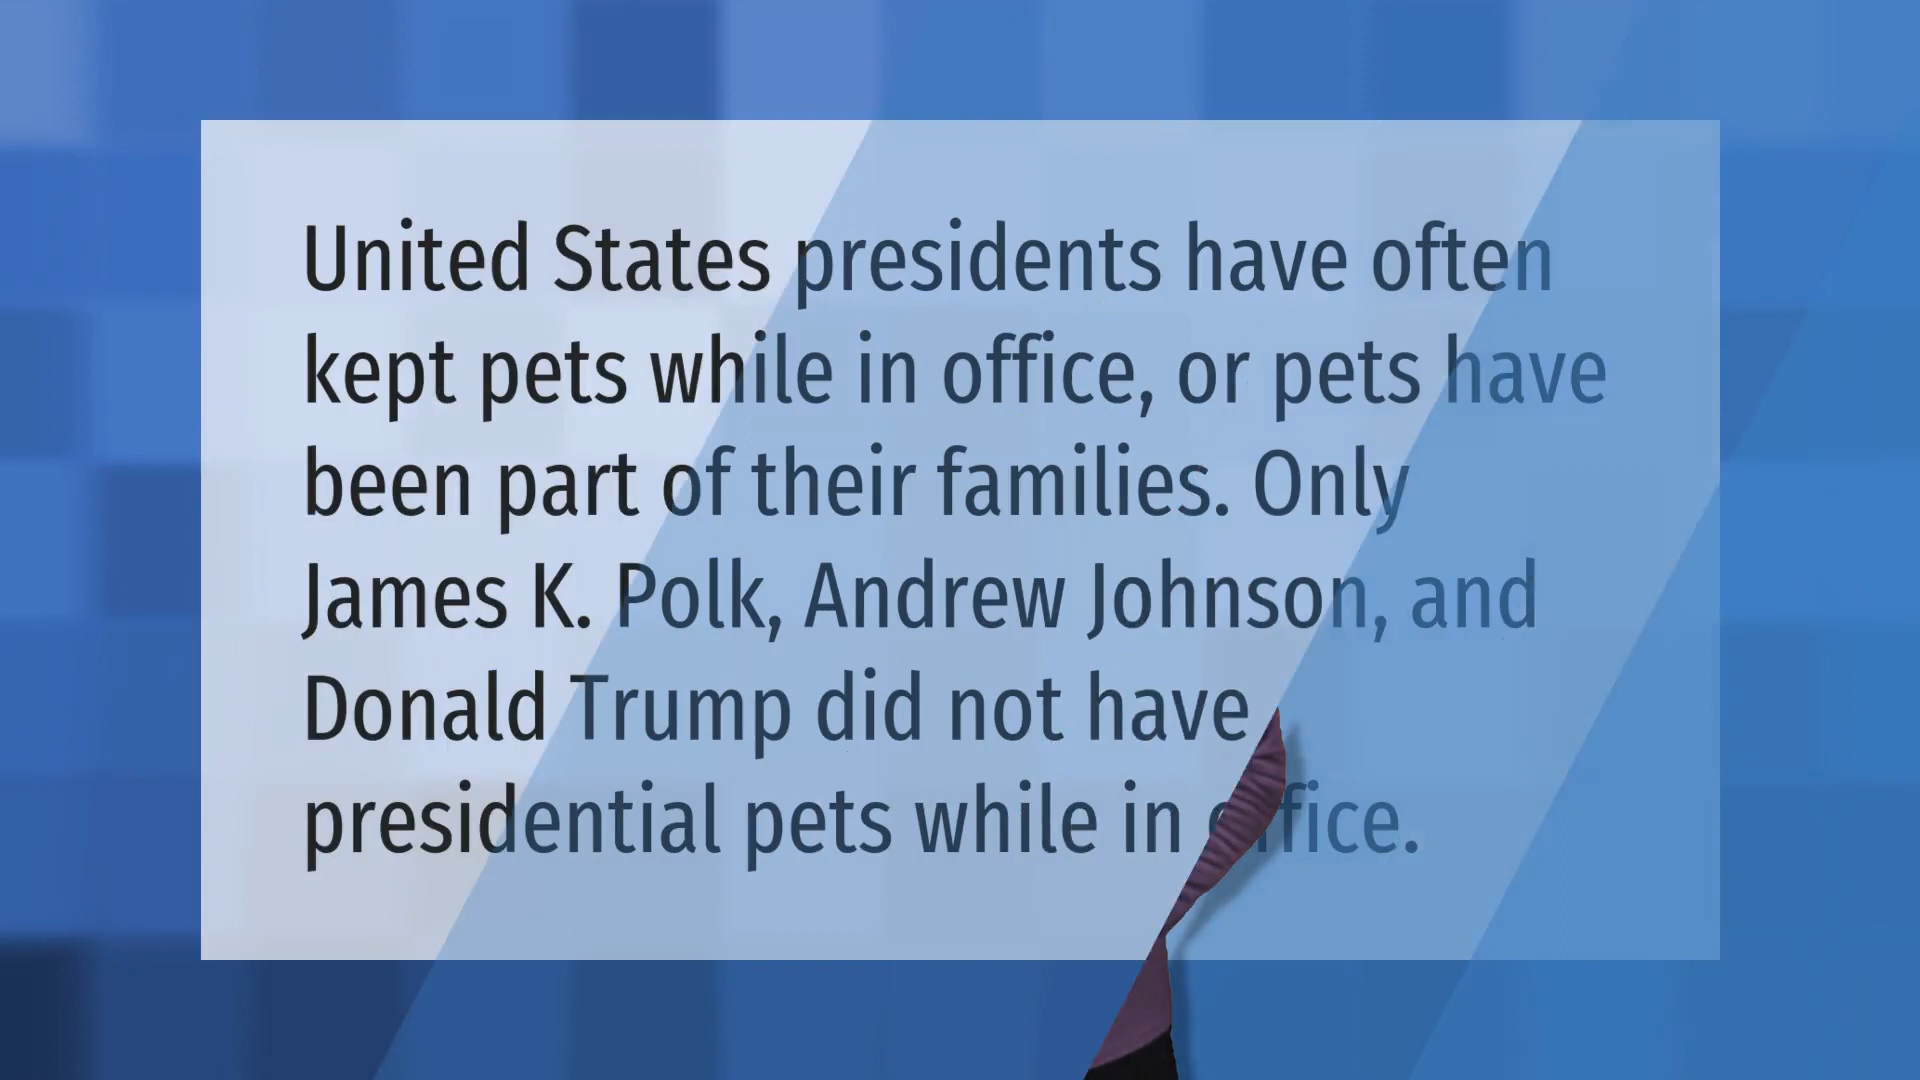 United States presidents have often
kept pets while in office, or pets have
been part of their families. Only
James K. Polk, Andrew Johnson, and
Donald Trump did not have
presidential pets while in office.